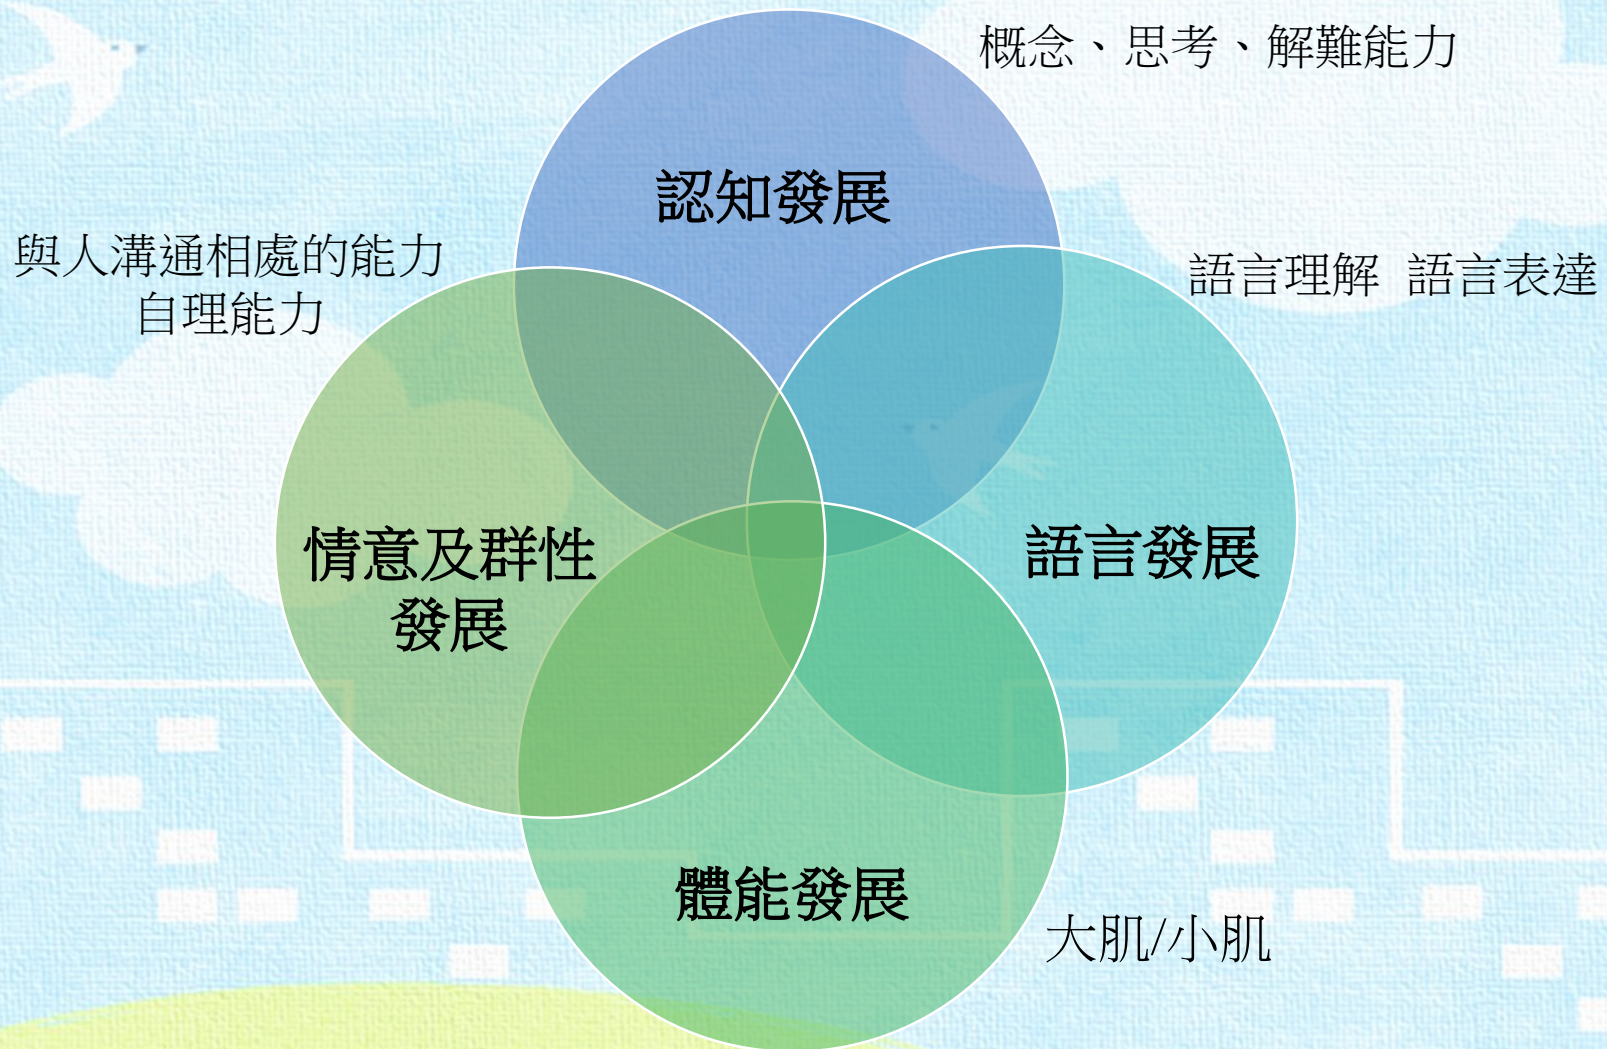 概念、思考、解難能力
認知發展
與人溝通相處的能力
自理能力
語言理解 語言表達
情意及群性
發展
語言發展
體能發展
大肌/小肌